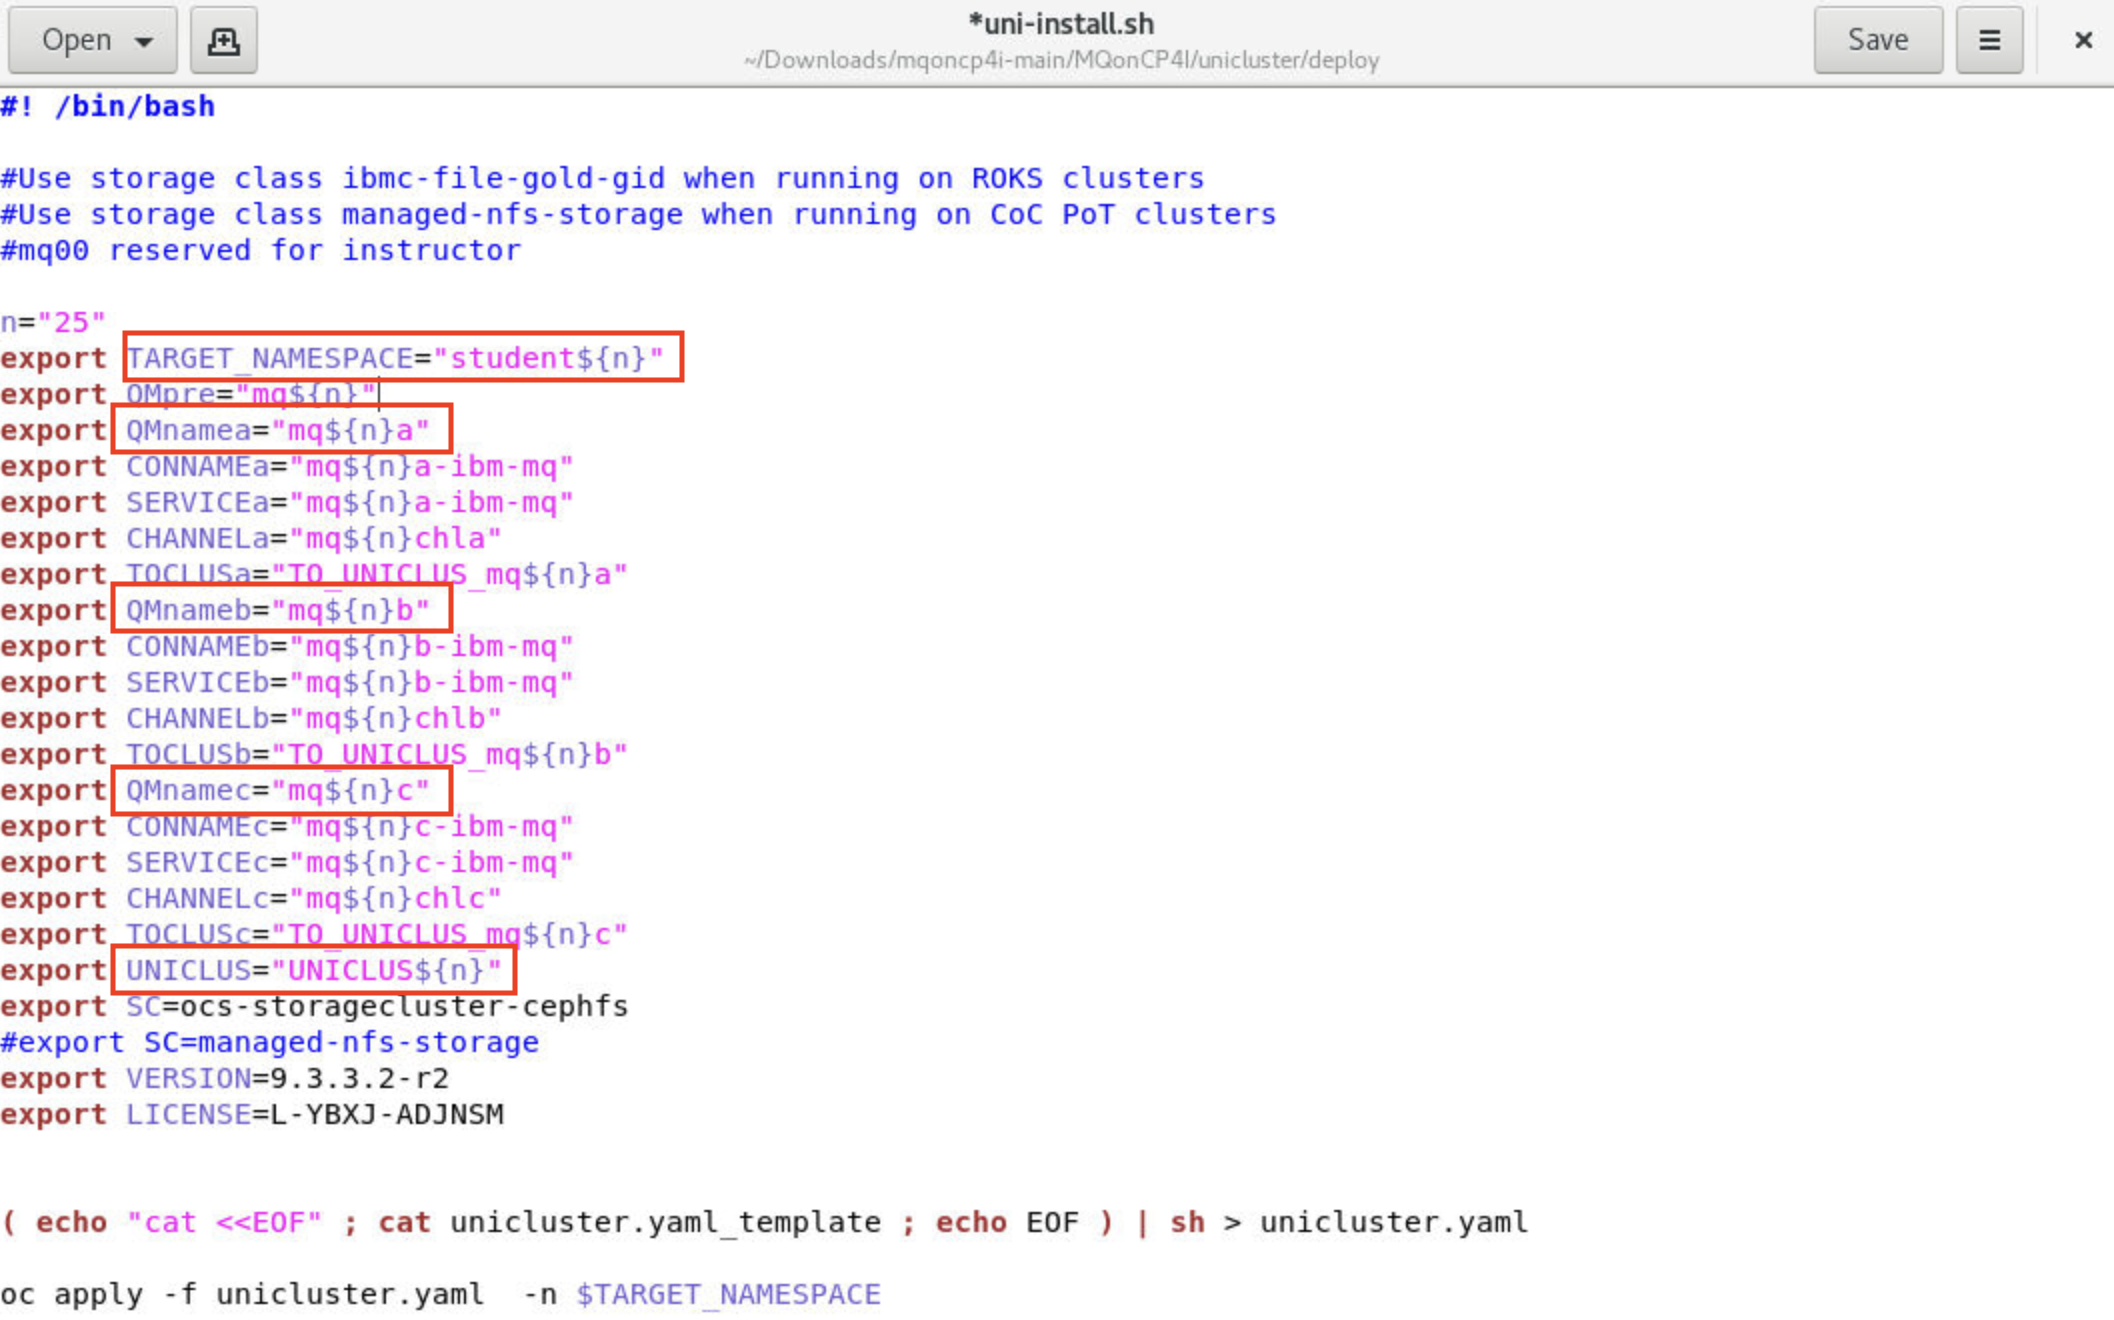 Open
*uni-install.sh
~/Downloads/mqoncp4i-main/MQonCP4I/unicluster/deploy
Save
#! /bin/bash
#Use storage class ibmc-file-gold-gid when running on ROKS clusters
#Use storage class managed-nfs-storage when running on CoC PoT clusters
#mq00 reserved for instructor
n="25"
export TARGET_NAMESPACE="student${n}"
export QMpre="mq${n}"
export QMnamea="mq${n}a"
export CONNAMEa="mq${n}a-ibm-mq"
export SERVICEa="mq${n}a-ibm-mq"
export CHANNELa="mq${n}chla"
export TOCLUSa="TO_UNICLUS_mq${n}a"
export QMnameb="mq${n}b"
export CONNAMEb="mq${n}b-ibm-mq"
export SERVICEb="mq${n}b-ibm-mq"
export CHANNELb="mq${n}chlb"
export TOCLUSb="TO_UNICLUS_mq${n}b"
export QMnamec="mq${n}c"
export CONNAMEc="mq${n}c-ibm-mq"
export SERVICEc="mq${n}c-ibm-mq"
export CHANNELc="mq${n}chlc"
export TOCLUSc="TO_UNICLUS_mq${n}c"
export UNICLUS="UNICLUS${n}"
export SC=ocs-storagecluster-cephfs
#export SC=managed-nfs-storage
export VERSION=9.3.3.2-r2
export LICENSE=L-YBXJ-ADJNSM
( echo "cat <<EOF" ; cat unicluster.yaml_template ; echo EOF ) | sh > unicluster.yaml
oc apply -f unicluster.yaml  -n $TARGET_NAMESPACE